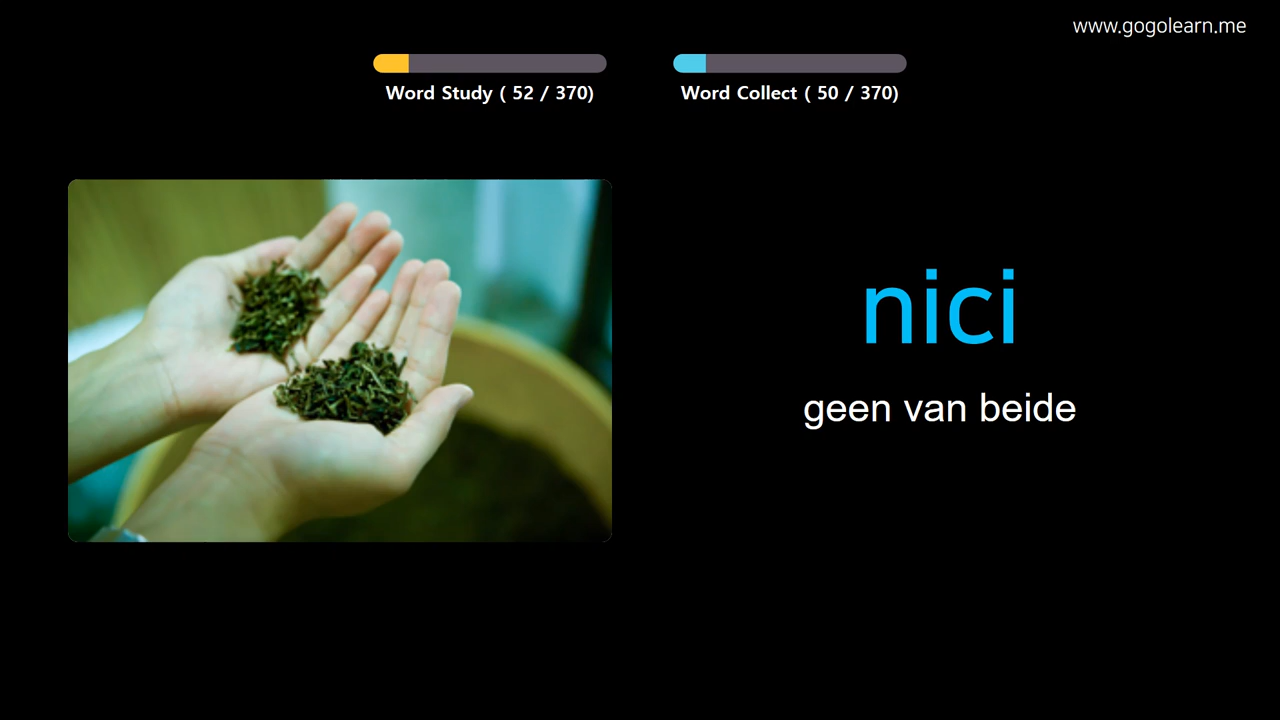 www.gogolearn.me
Word Study ( 52 / 370)
Word Collect ( 50 / 370)
nici
geen van beide